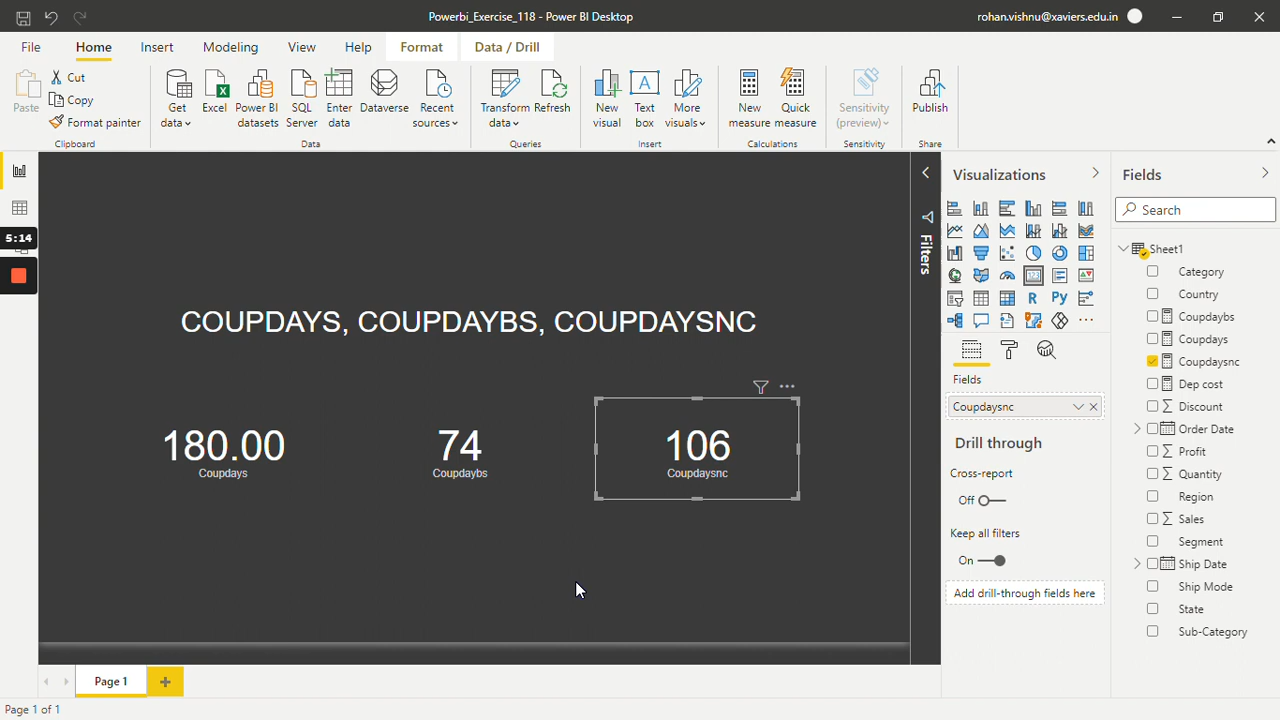 Powerbi_Exercise_118 - Power BI Desktop
rohan.vishnu@xaviers.edu.in
File Home Insert Modeling View Help Format Data / Drill
Paste
Cut
Copy
Format painter
Clipboard
Get data
Excel
Power BI datasets
SQL Server
Enter data
Dataverse
Recent sources
Data
Transform data
Refresh
Queries
New visual
Text box
More visuals
Insert
New measure
Quick measure
Calculations
Sensitivity (preview)
Sensitivity
Publish
Share
5:14
COUPDAYS, COUPDAYBS, COUPDAYSNC
180.00
Coupdays
74
Coupdaybs
106
Coupdaysnc
Filters
Visualizations
R Py
Fields
Coupdaysnc
Drill through
Cross-report
Off
Keep all filters
On
Add drill-through fields here
Fields
Search
Sheet1
Category
Country
Coupdaybs
Coupdays
Coupdaysnc
Dep cost
Discount
Order Date
Profit
Quantity
Region
Sales
Segment
Ship Date
Ship Mode
State
Sub-Category
Page 1
Page 1 of 1